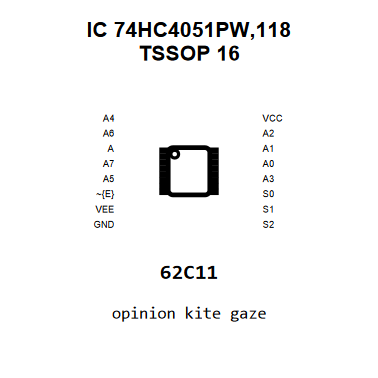 IC 74HC4051PW,118
TSSOP 16
A4 VCC
A6 A2
A A1
A7 A0
A5 A3
~{E} S0
VEE S1
GND S2
62C11
opinion kite gaze